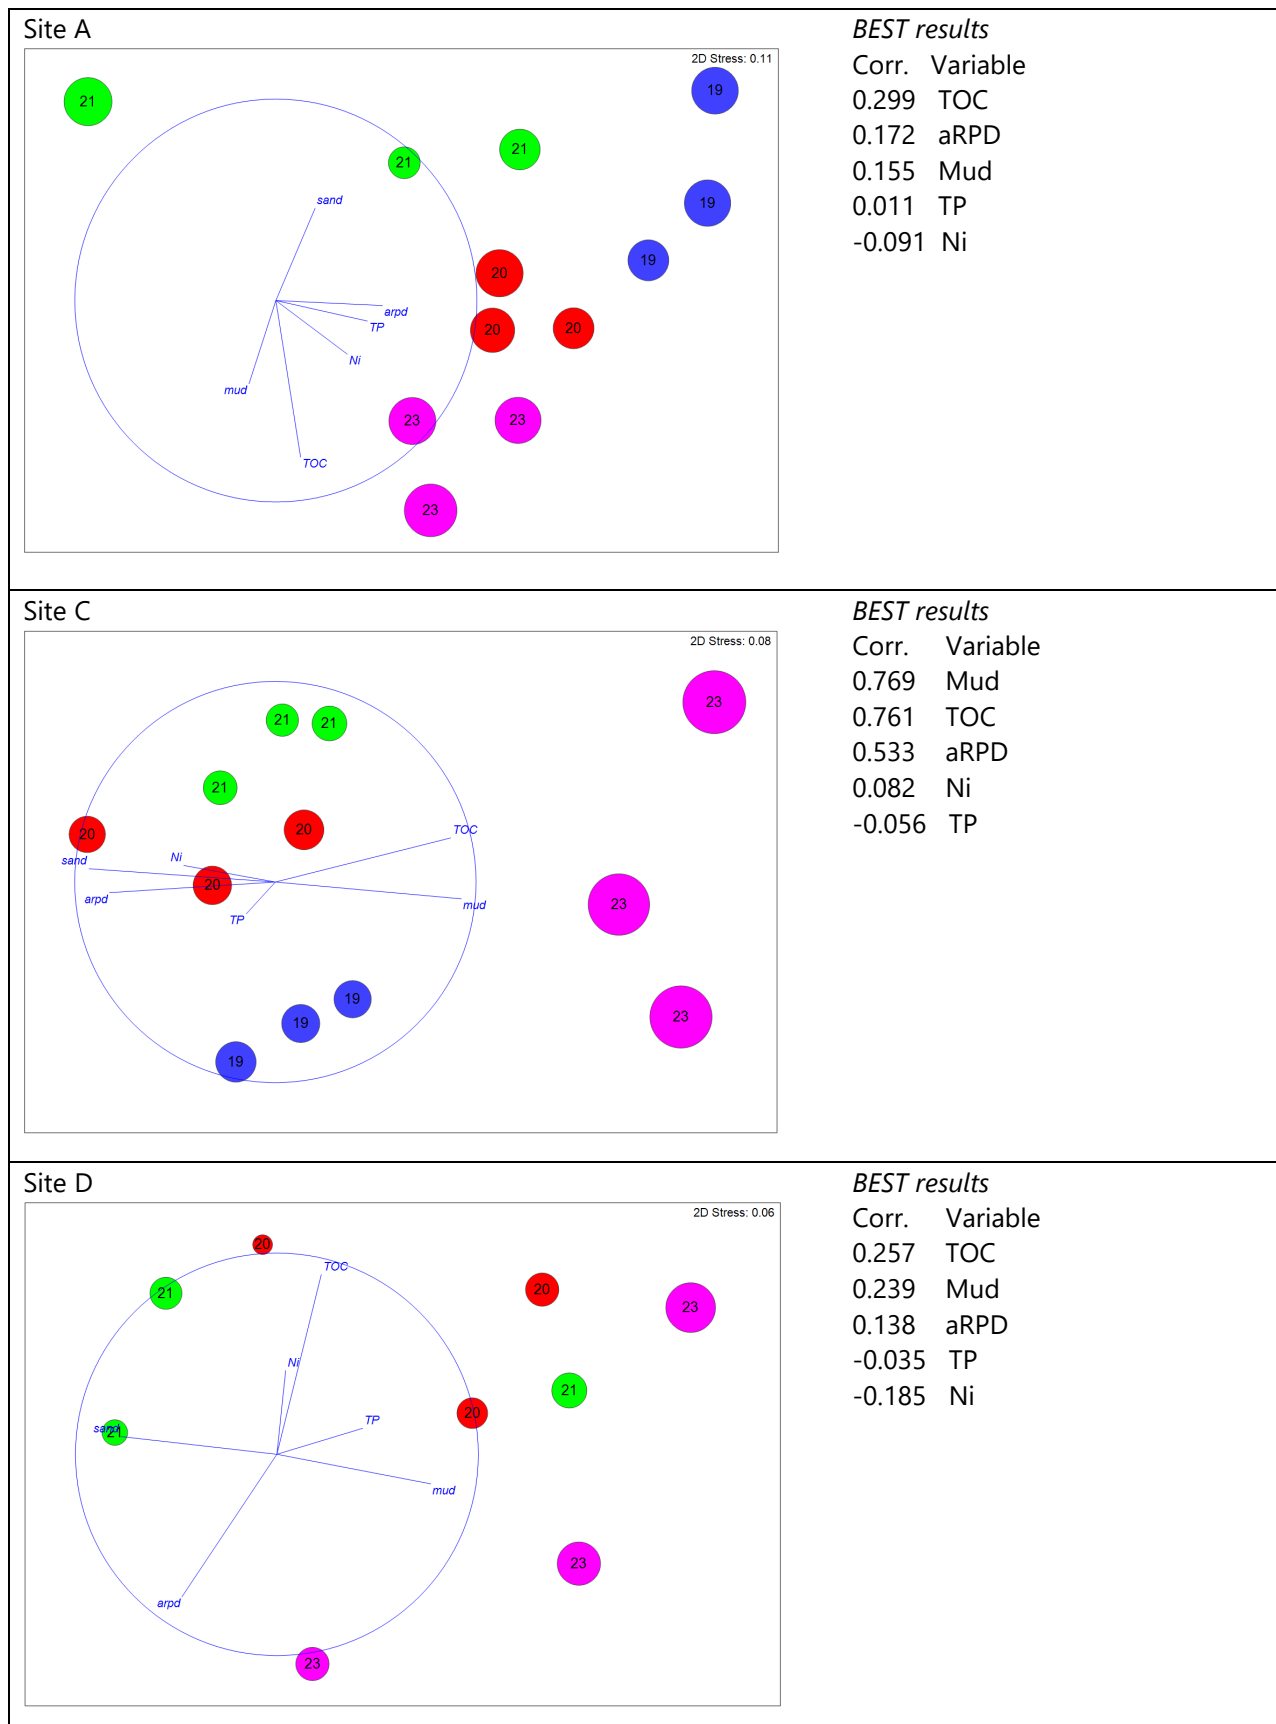 Site A
2D Stress: 0.11
21
19
21
21
sand
19
19
20
arpd
TP
20
20
Ni
mud
23
23
TOC
23
BEST results
Corr. Variable
0.299 TOC
0.172 aRPD
0.155 Mud
0.011 TP
-0.091 Ni
Site C
2D Stress: 0.08
23
21
21
21
20
20
TOC
sand
Ni
20
arpd
mud
23
TP
19
19
23
19
BEST results
Corr. Variable
0.769 Mud
0.761 TOC
0.533 aRPD
0.082 Ni
-0.056 TP
Site D
2D Stress: 0.06
20
TOC
21
20
23
Ni
21
20
TP
sand
21
mud
23
arpd
23
BEST results
Corr. Variable
0.257 TOC
0.239 Mud
0.138 aRPD
-0.035 TP
-0.185 Ni